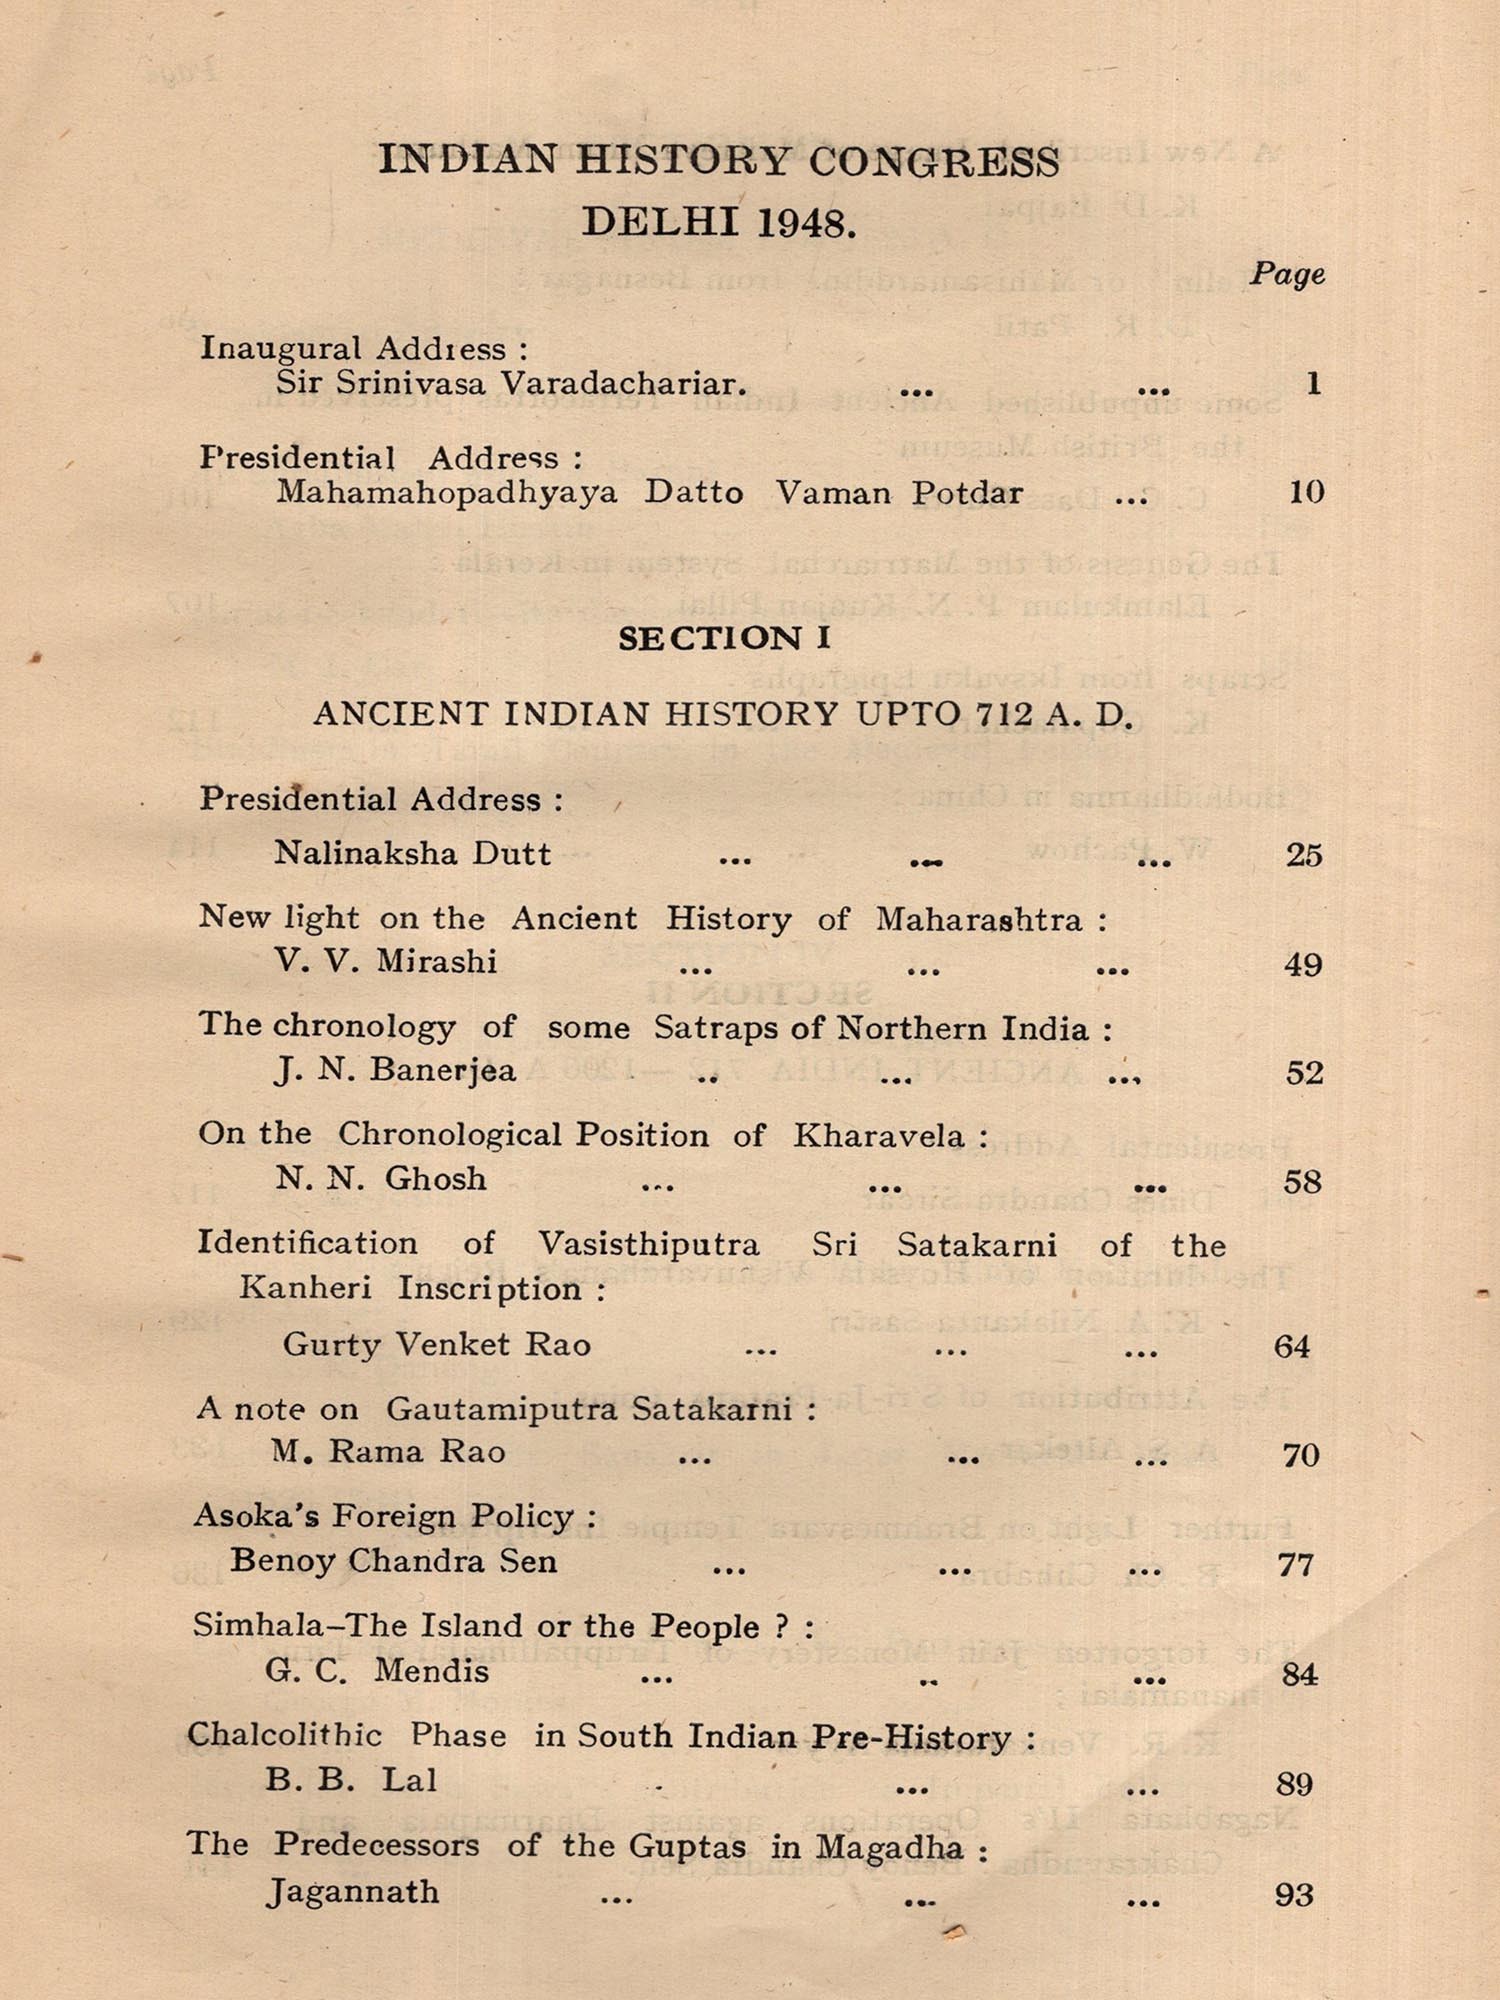 INDIAN HISTORY CONGRESS
DELHI 1948.
Page
Inaugural Address :
Sir Srinivasa Varadachariar. ... ... 1
Presidential Address :
Mahamahopadhyaya Datto Vaman Potdar ... 10
SECTION I
ANCIENT INDIAN HISTORY UPTO 712 A. D.
Presidential Address :
Nalinaksha Dutt ... ... ... 25
New light on the Ancient History of Maharashtra :
V. V. Mirashi ... ... ... 49
The chronology of some Satraps of Northern India :
J. N. Banerjea .. ... ... 52
On the Chronological Position of Kharavela :
N. N. Ghosh ... ... ... 58
Identification of Vasisthiputra Sri Satakarni of the
Kanheri Inscription :
Gurty Venket Rao ... ... ... 64
A note on Gautamiputra Satakarni :
M. Rama Rao ... ... ... 70
Asoka's Foreign Policy :
Benoy Chandra Sen ... ... ... 77
Simhala–The Island or the People ? :
G. C. Mendis ... .. ... 84
Chalcolithic Phase in South Indian Pre-History :
B. B. Lal .. ... ... 89
The Predecessors of the Guptas in Magadha :
Jagannath ... ... ... 93